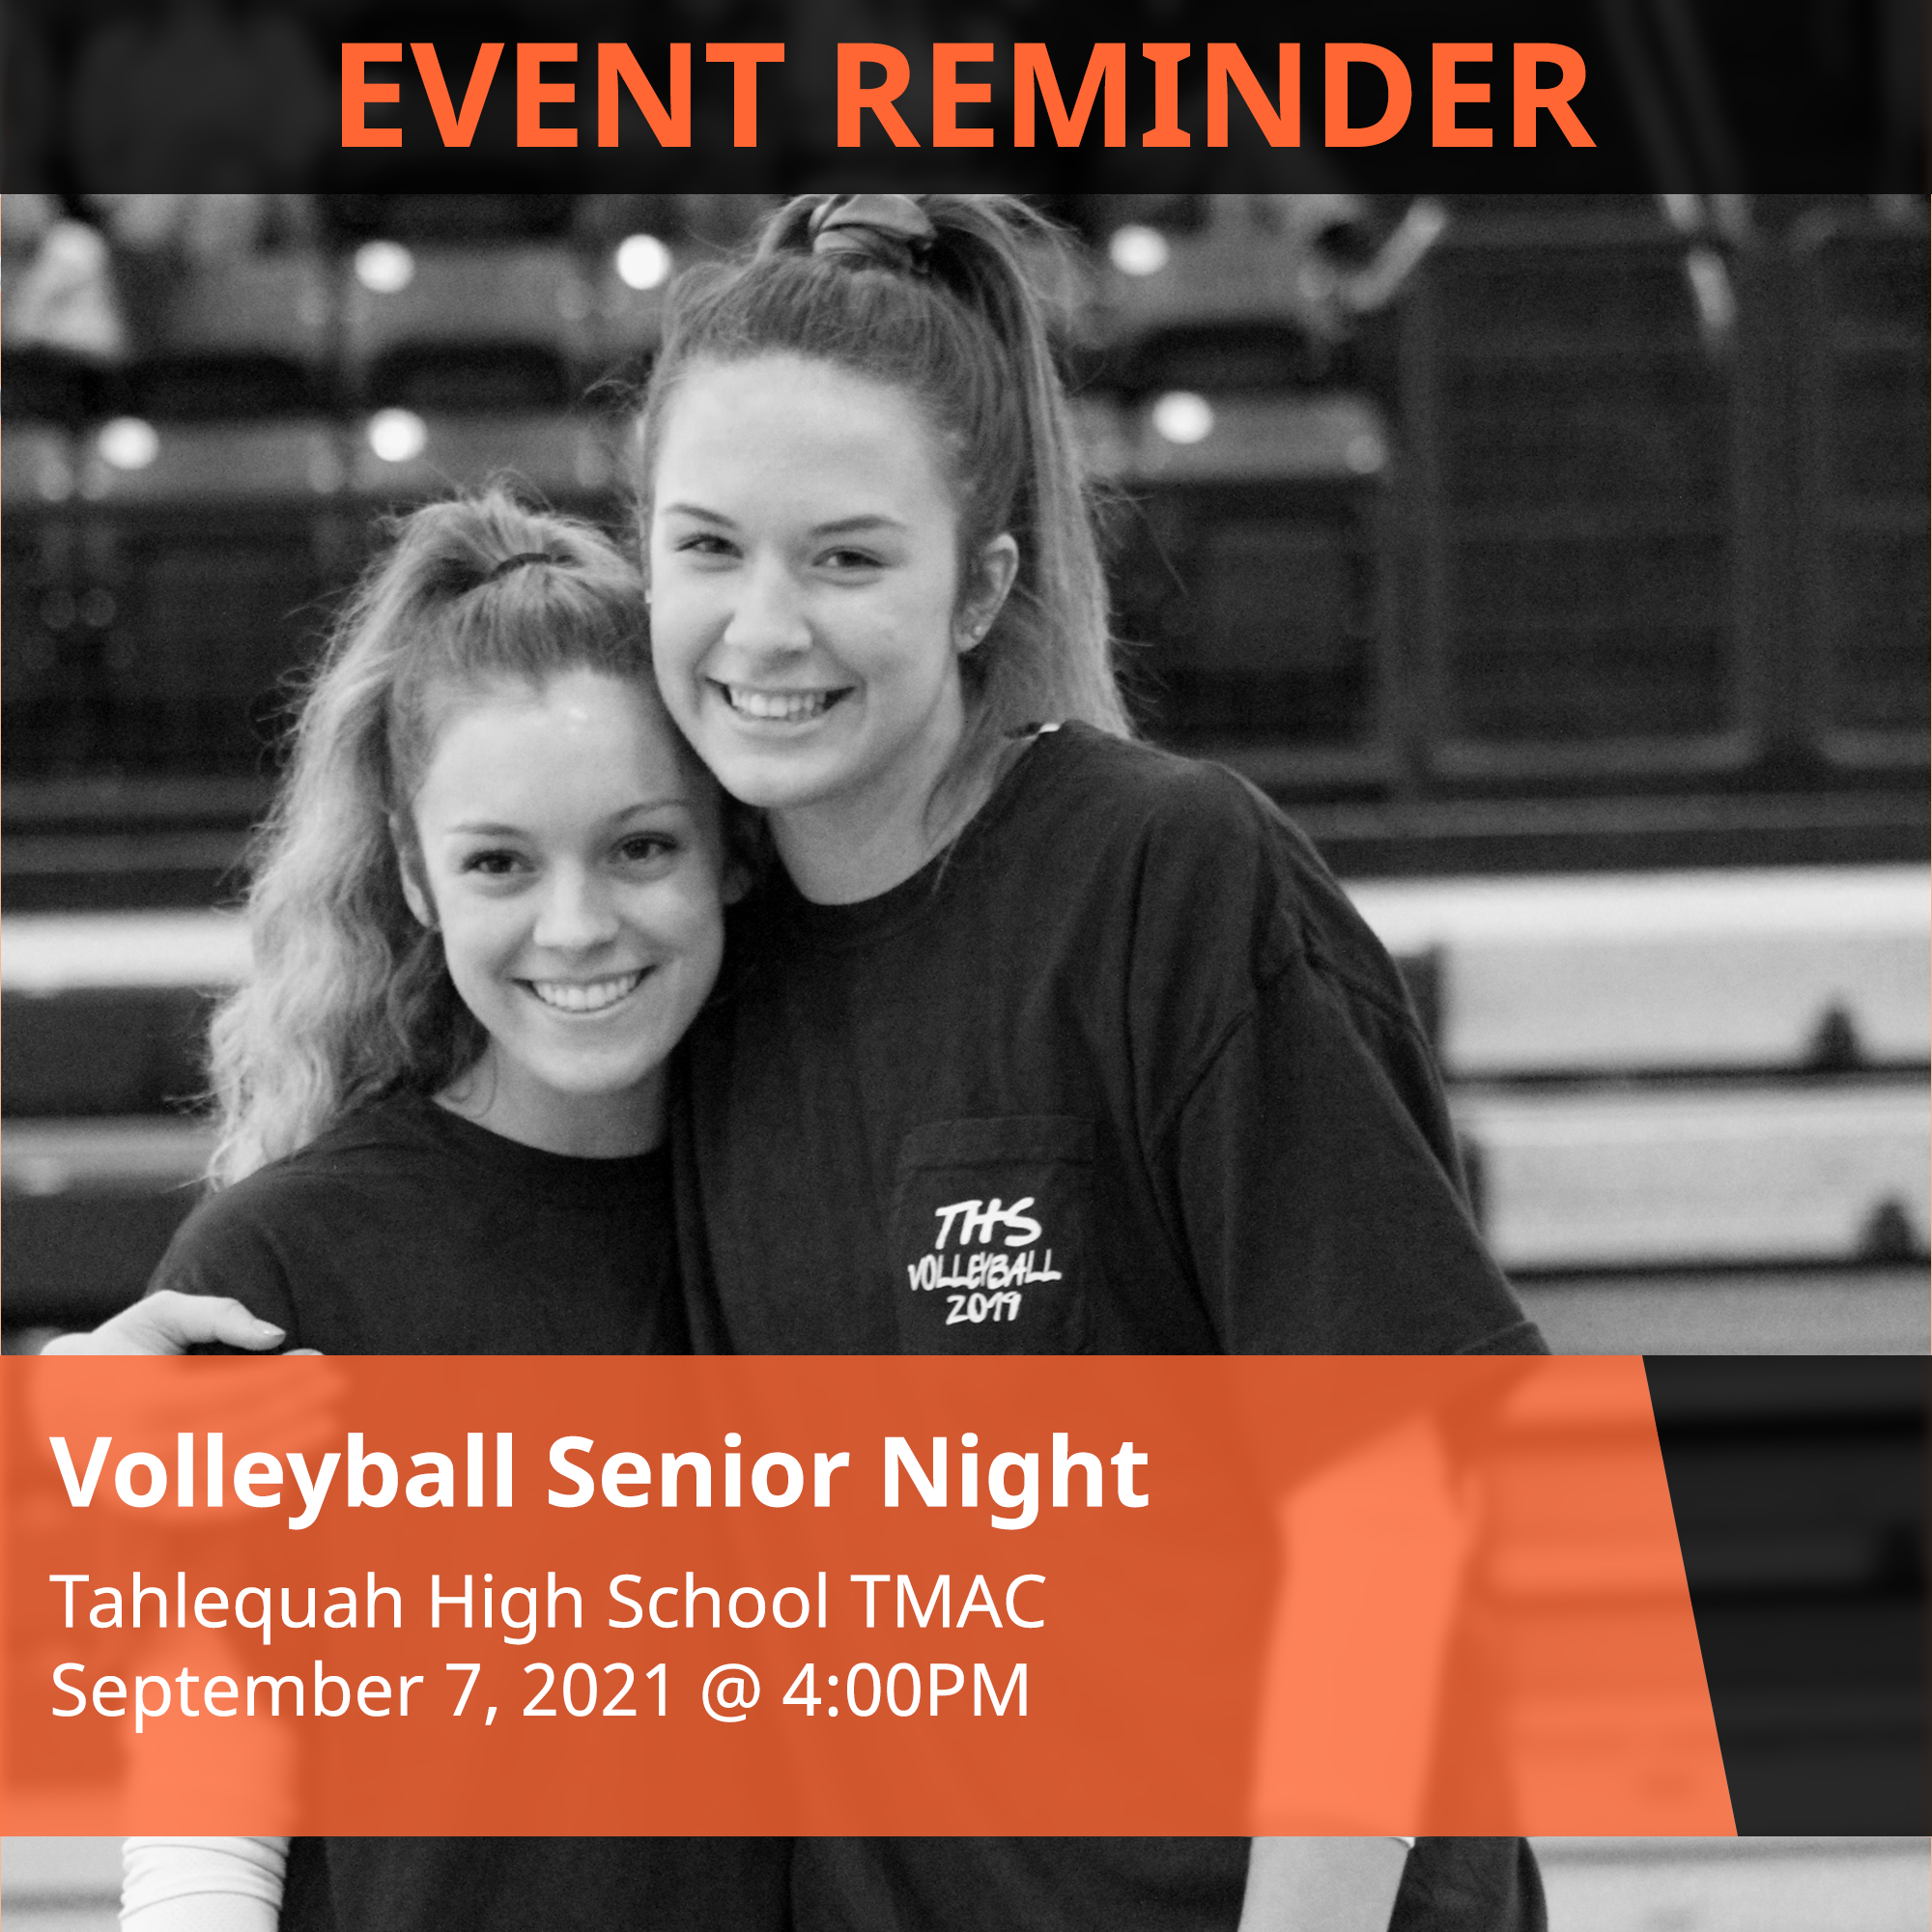 EVENT REMINDER
THS
VOLLEYBALL
2019
Volleyball Senior Night
Tahlequah High School TMAC
September 7, 2021 @ 4:00PM